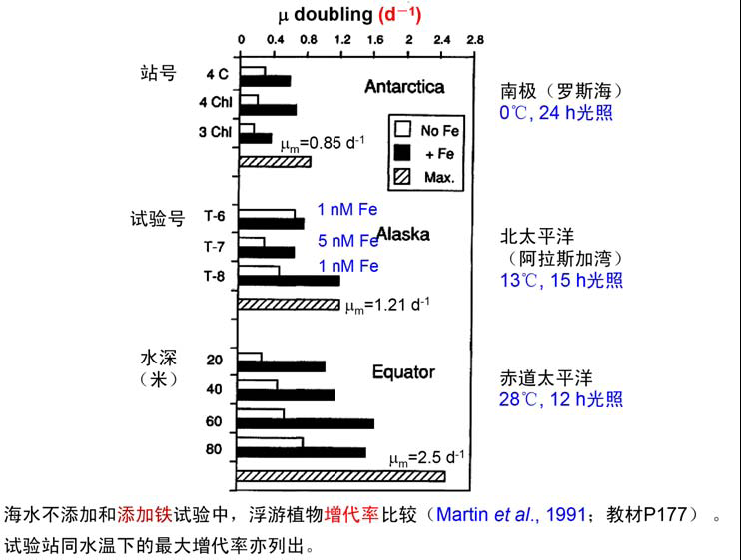 μ doubling (d⁻¹)
0 0.4 0.8 1.2 1.6 2.0 2.4 2.8
站号
4 C
4 Chl
3 Chl
Antarctica
μm=0.85 d-1
No Fe
+ Fe
Max.
南极（罗斯海）
0℃, 24 h光照
试验号
T-6
T-7
T-8
1 nM Fe
5 nM Fe
1 nM Fe
Alaska
μm=1.21 d-1
北太平洋
（阿拉斯加湾）
13℃, 15 h光照
水深
（米）
20
40
60
80
Equator
μm=2.5 d-1
赤道太平洋
28℃, 12 h光照
海水不添加和添加铁试验中，浮游植物增代率比较（Martin et al., 1991；教材P177）。
试验站同水温下的最大增代率亦列出。